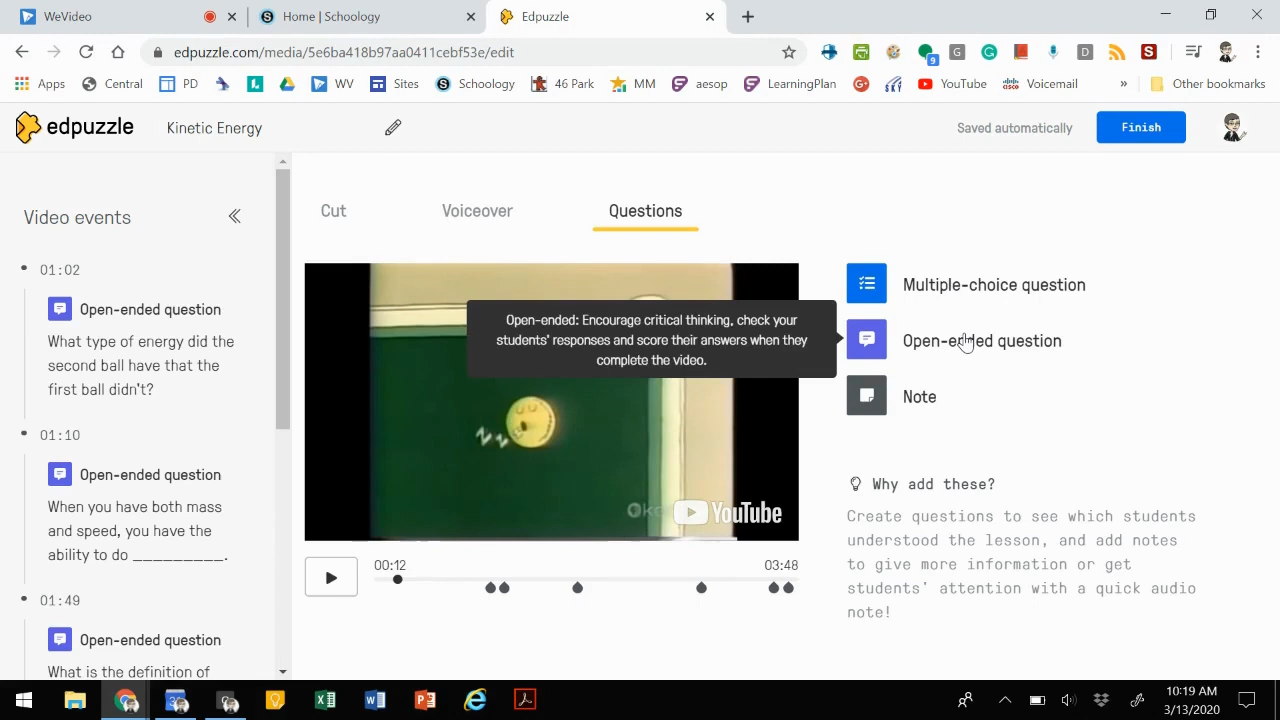 WeVideo
Home | Schoology
Edpuzzle
edpuzzle.com/media/5e6ba418b97aa0411cebf53e/edit
9
Apps
Central
PD
WV
Sites
Schoology
46 Park
MM
aesop
LearningPlan
YouTube
Voicemail
»
Other bookmarks
edpuzzle
Kinetic Energy
Saved automatically
Finish
Video events
Cut
Voiceover
Questions
01:02
Open-ended question
What type of energy did the
second ball have that the
first ball didn't?
01:10
Open-ended question
When you have both mass
and speed, you have the
ability to do _________.
01:49
Open-ended question
What is the definition of
Open-ended: Encourage critical thinking, check your
students' responses and score their answers when they
complete the video.
YouTube
00:12
03:48
Multiple-choice question
Open-ended question
Note
Why add these?
Create questions to see which students
understood the lesson, and add notes
to give more information or get
students' attention with a quick audio
note!
10:19 AM
3/13/2020